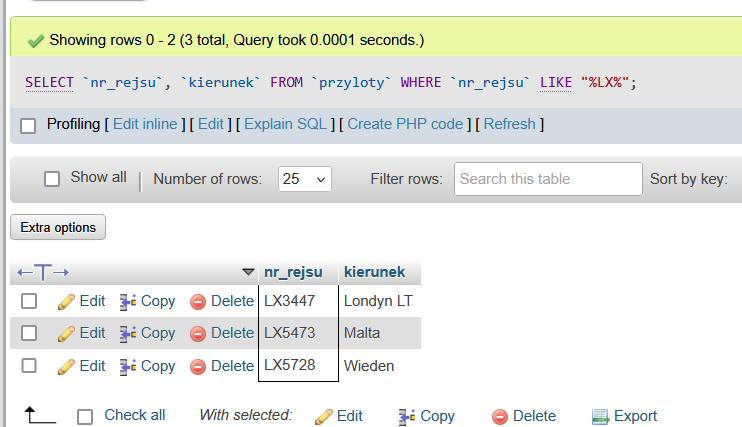 Showing rows 0 - 2 (3 total, Query took 0.0001 seconds.)
SELECT `nr_rejsu`, `kierunek` FROM `przyloty` WHERE `nr_rejsu` LIKE "%LX%";
Profiling [ Edit inline ] [ Edit ] [ Explain SQL ] [ Create PHP code ] [ Refresh ]
Show all | Number of rows: 25 Filter rows: Search this table Sort by key:
Extra options
←T→ nr_rejsu kierunek
Edit Copy Delete LX3447 Londyn LT
Edit Copy Delete LX5473 Malta
Edit Copy Delete LX5728 Wieden
Check all With selected: Edit Copy Delete Export